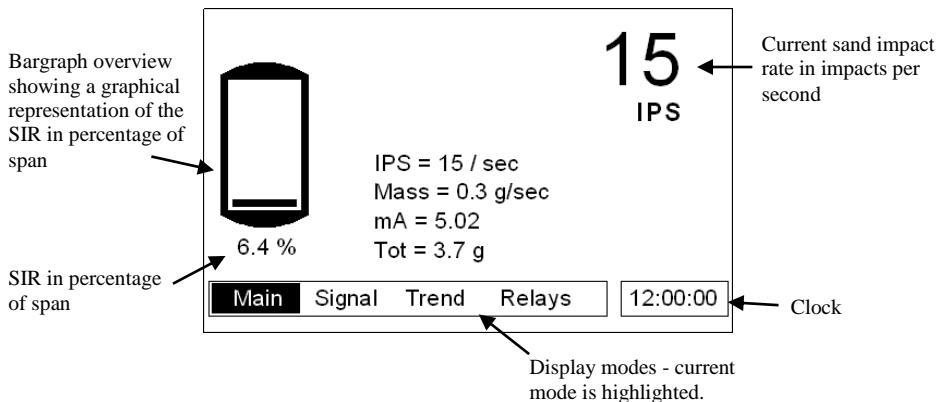 Bargraph overview
showing a graphical
representation of the
SIR in percentage of
span
SIR in percentage
of span
15
IPS
IPS = 15 / sec
Mass = 0.3 g/sec
mA = 5.02
Tot = 3.7 g
6.4 %
Main Signal Trend Relays 12:00:00
Current sand impact
rate in impacts per
second
Clock
Display modes - current
mode is highlighted.